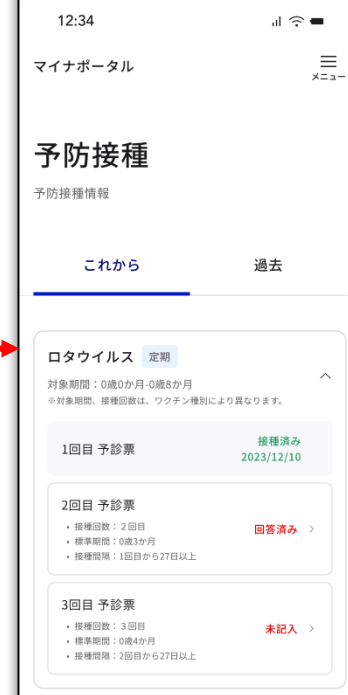 12:34
マイナポータル
メニュー
予防接種
予防接種情報
これから
過去
ロタウイルス 定期
対象期間：0歳0か月-0歳8か月
※対象期間、接種回数は、ワクチン種別により異なります。
1回目 予診票
接種済み
2023/12/10
2回目 予診票
・ 接種回数：２回目
・ 標準期間：0歳3か月
・ 接種間隔：1回目から27日以上
回答済み
3回目 予診票
・ 接種回数：３回目
・ 標準期間：0歳4か月
・ 接種間隔：2回目から27日以上
未記入